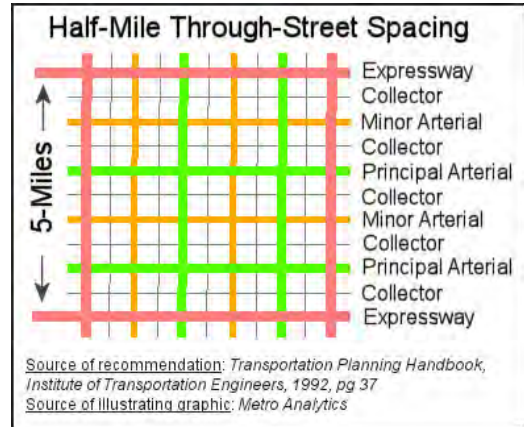 Half-Mile Through-Street Spacing
Expressway
Collector
Minor Arterial
Collector
Principal Arterial
Collector
Minor Arterial
Collector
Principal Arterial
Collector
Expressway
5-Miles
Source of recommendation: Transportation Planning Handbook,
Institute of Transportation Engineers, 1992, pg 37
Source of illustrating graphic: Metro Analytics